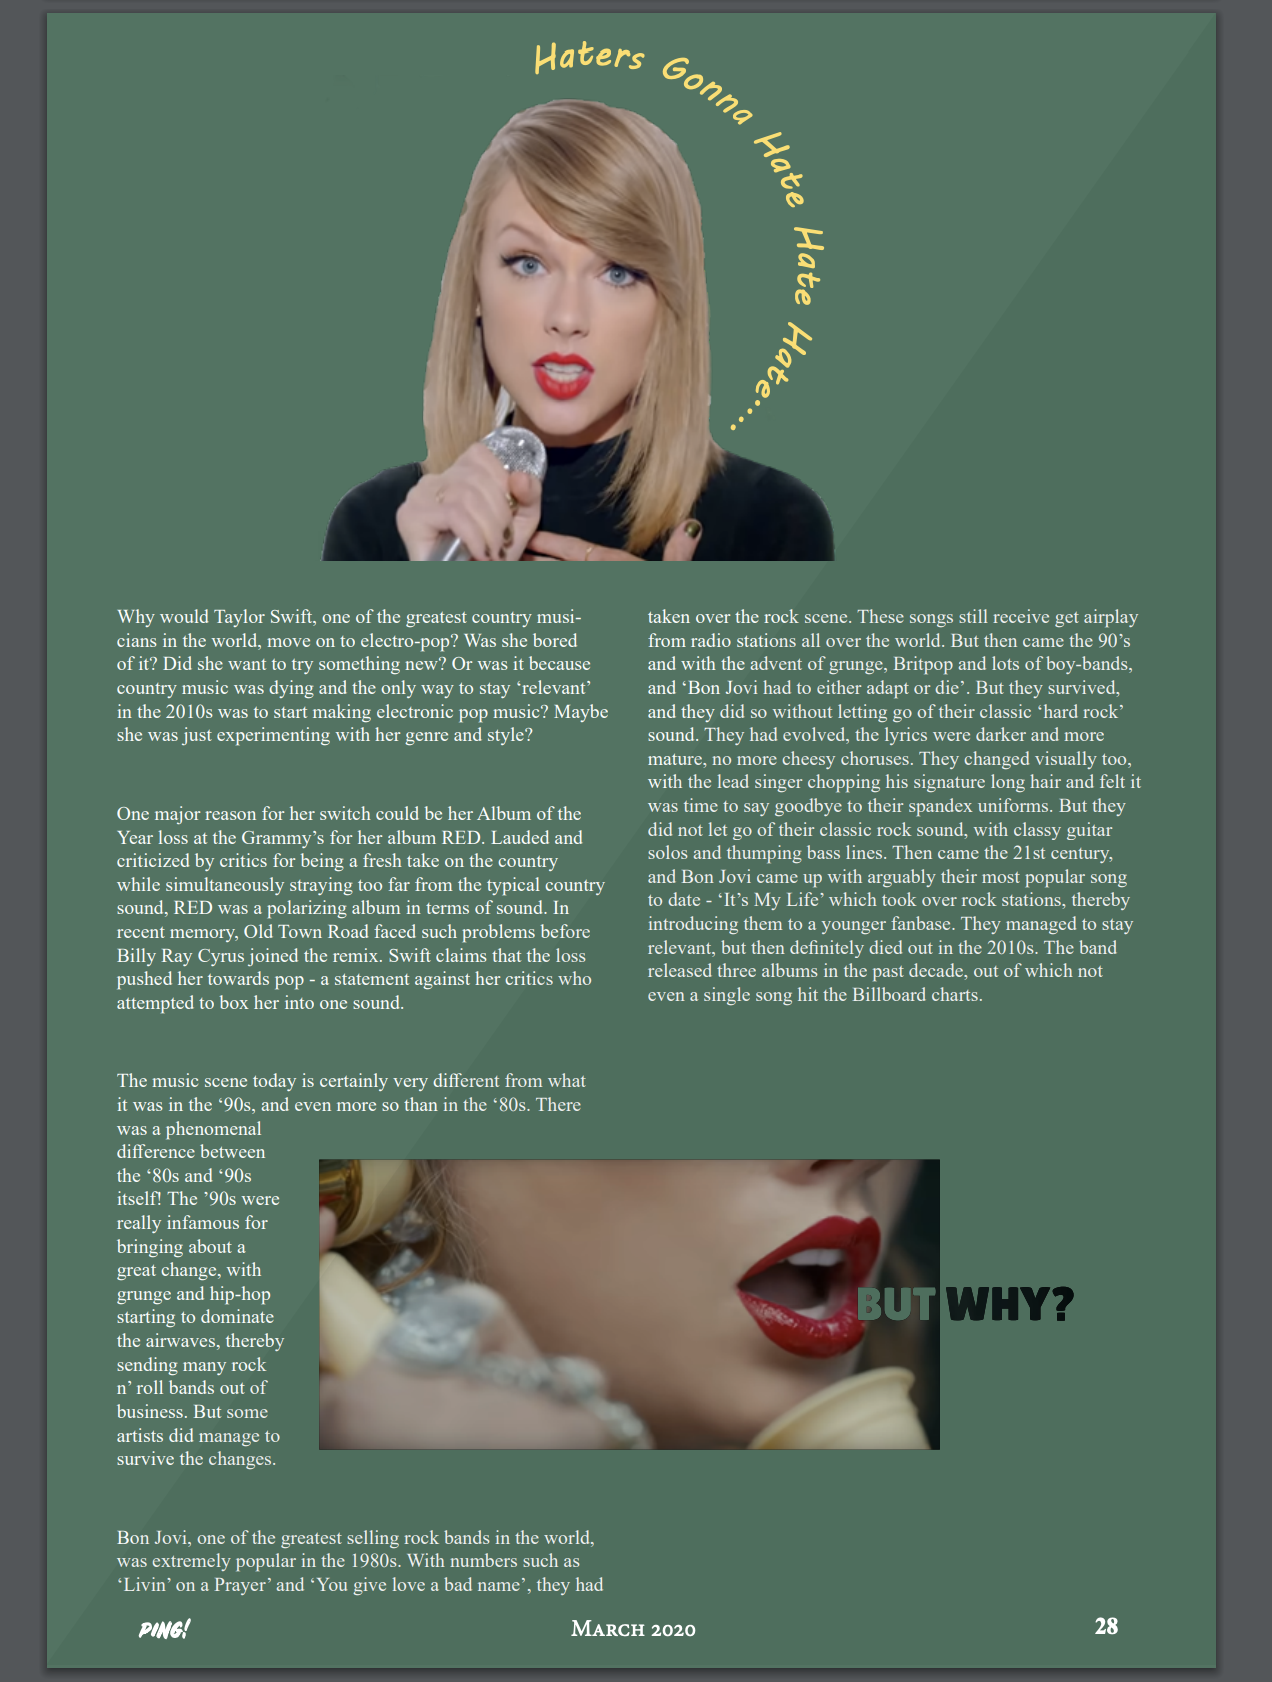 Haters Gonna Hate Hate Hate....
Why would Taylor Swift, one of the greatest country musi-
cians in the world, move on to electro-pop? Was she bored
of it? Did she want to try something new? Or was it because
country music was dying and the only way to stay ‘relevant’
in the 2010s was to start making electronic pop music? Maybe
she was just experimenting with her genre and style?
One major reason for her switch could be her Album of the
Year loss at the Grammy’s for her album RED. Lauded and
criticized by critics for being a fresh take on the country
while simultaneously straying too far from the typical country
sound, RED was a polarizing album in terms of sound. In
recent memory, Old Town Road faced such problems before
Billy Ray Cyrus joined the remix. Swift claims that the loss
pushed her towards pop - a statement against her critics who
attempted to box her into one sound.
The music scene today is certainly very different from what
it was in the ‘90s, and even more so than in the ‘80s. There
was a phenomenal
difference between
the ‘80s and ‘90s
itself! The ’90s were
really infamous for
bringing about a
great change, with
grunge and hip-hop
starting to dominate
the airwaves, thereby
sending many rock
n’ roll bands out of
business. But some
artists did manage to
survive the changes.
Bon Jovi, one of the greatest selling rock bands in the world,
was extremely popular in the 1980s. With numbers such as
‘Livin’ on a Prayer’ and ‘You give love a bad name’, they had
taken over the rock scene. These songs still receive get airplay
from radio stations all over the world. But then came the 90’s
and with the advent of grunge, Britpop and lots of boy-bands,
and ‘Bon Jovi had to either adapt or die’. But they survived,
and they did so without letting go of their classic ‘hard rock’
sound. They had evolved, the lyrics were darker and more
mature, no more cheesy choruses. They changed visually too,
with the lead singer chopping his signature long hair and felt it
was time to say goodbye to their spandex uniforms. But they
did not let go of their classic rock sound, with classy guitar
solos and thumping bass lines. Then came the 21st century,
and Bon Jovi came up with arguably their most popular song
to date - ‘It’s My Life’ which took over rock stations, thereby
introducing them to a younger fanbase. They managed to stay
relevant, but then definitely died out in the 2010s. The band
released three albums in the past decade, out of which not
even a single song hit the Billboard charts.
BUT WHY?
PING!
March 2020
28